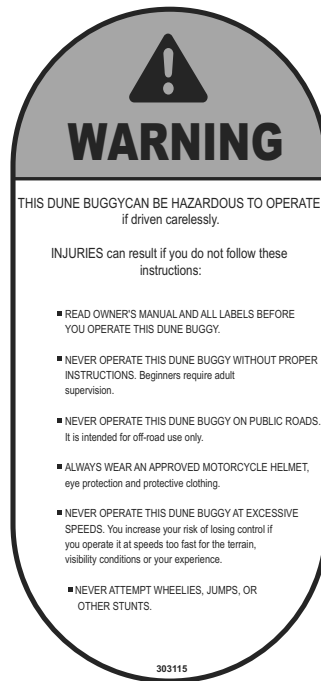 WARNING
THIS DUNE BUGGYCAN BE HAZARDOUS TO OPERATE
if driven carelessly.
INJURIES can result if you do not follow these
instructions:
READ OWNER'S MANUAL AND ALL LABELS BEFORE
YOU OPERATE THIS DUNE BUGGY.
NEVER OPERATE THIS DUNE BUGGY WITHOUT PROPER
INSTRUCTIONS. Beginners require adult
supervision.
NEVER OPERATE THIS DUNE BUGGY ON PUBLIC ROADS.
It is intended for off-road use only.
ALWAYS WEAR AN APPROVED MOTORCYCLE HELMET,
eye protection and protective clothing.
NEVER OPERATE THIS DUNE BUGGY AT EXCESSIVE
SPEEDS. You increase your risk of losing control if
you operate it at speeds too fast for the terrain,
visibility conditions or your experience.
NEVER ATTEMPT WHEELIES, JUMPS, OR
OTHER STUNTS.
303115